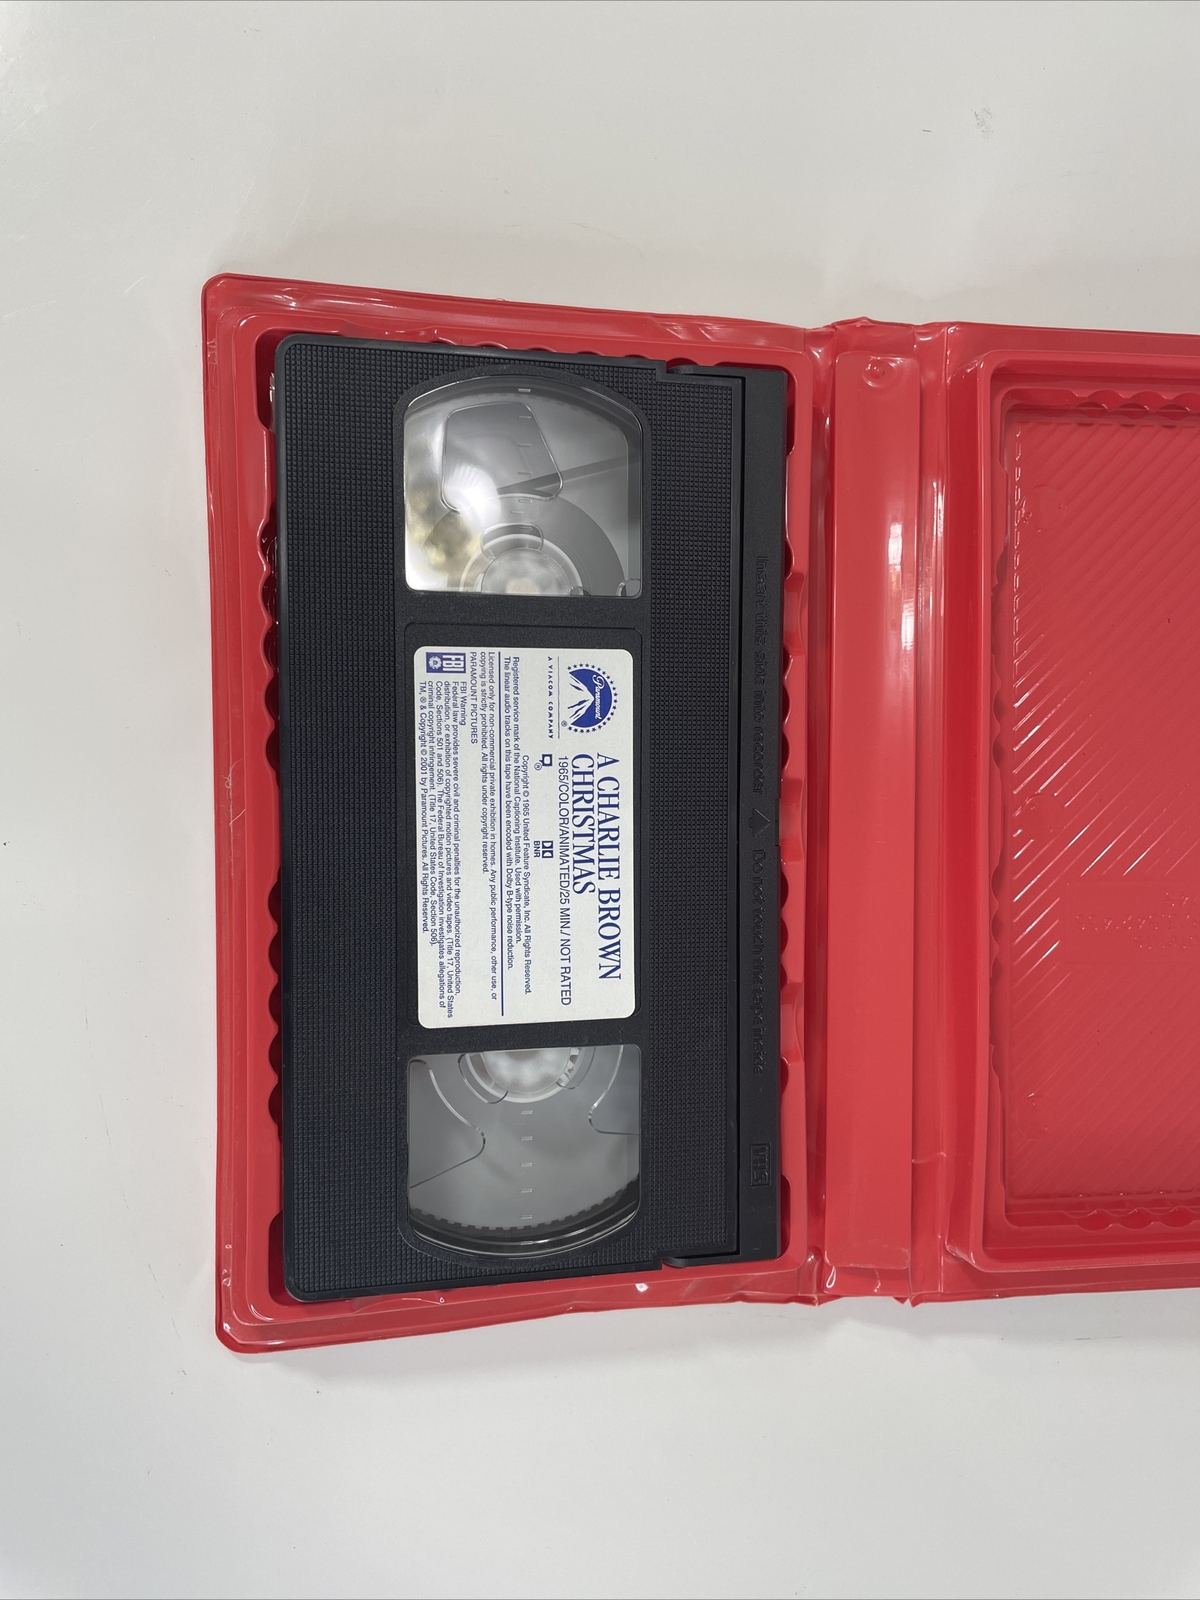 Insert this side into recorder △ Do not touch the tape inside
VHS
Paramount
®
A VIACOM COMPANY
A CHARLIE BROWN
CHRISTMAS
1965/COLOR/ANIMATED/25 MIN./ NOT RATED
®
BNR
Copyright © 1965 United Feature Syndicate, Inc. All Rights Reserved.
Registered service mark of the National Captioning Institute. Used with permission.
The linear audio tracks on this tape have been encoded with Dolby B-type noise reduction.
Licensed only for non-commercial private exhibition in homes. Any public performance, other use, or
copying is strictly prohibited. All rights under copyright reserved.
PARAMOUNT PICTURES
FBI
FBI Warning
Federal law provides severe civil and criminal penalties for the unauthorized reproduction,
distribution, or exhibition of copyrighted motion pictures and video tapes. (Title 17, United States
Code, Sections 501 and 506). The Federal Bureau of Investigation investigates allegations of
criminal copyright infringement. (Title 17, United States Code, Section 506).
TM, ® & Copyright © 2001 by Paramount Pictures. All Rights Reserved.